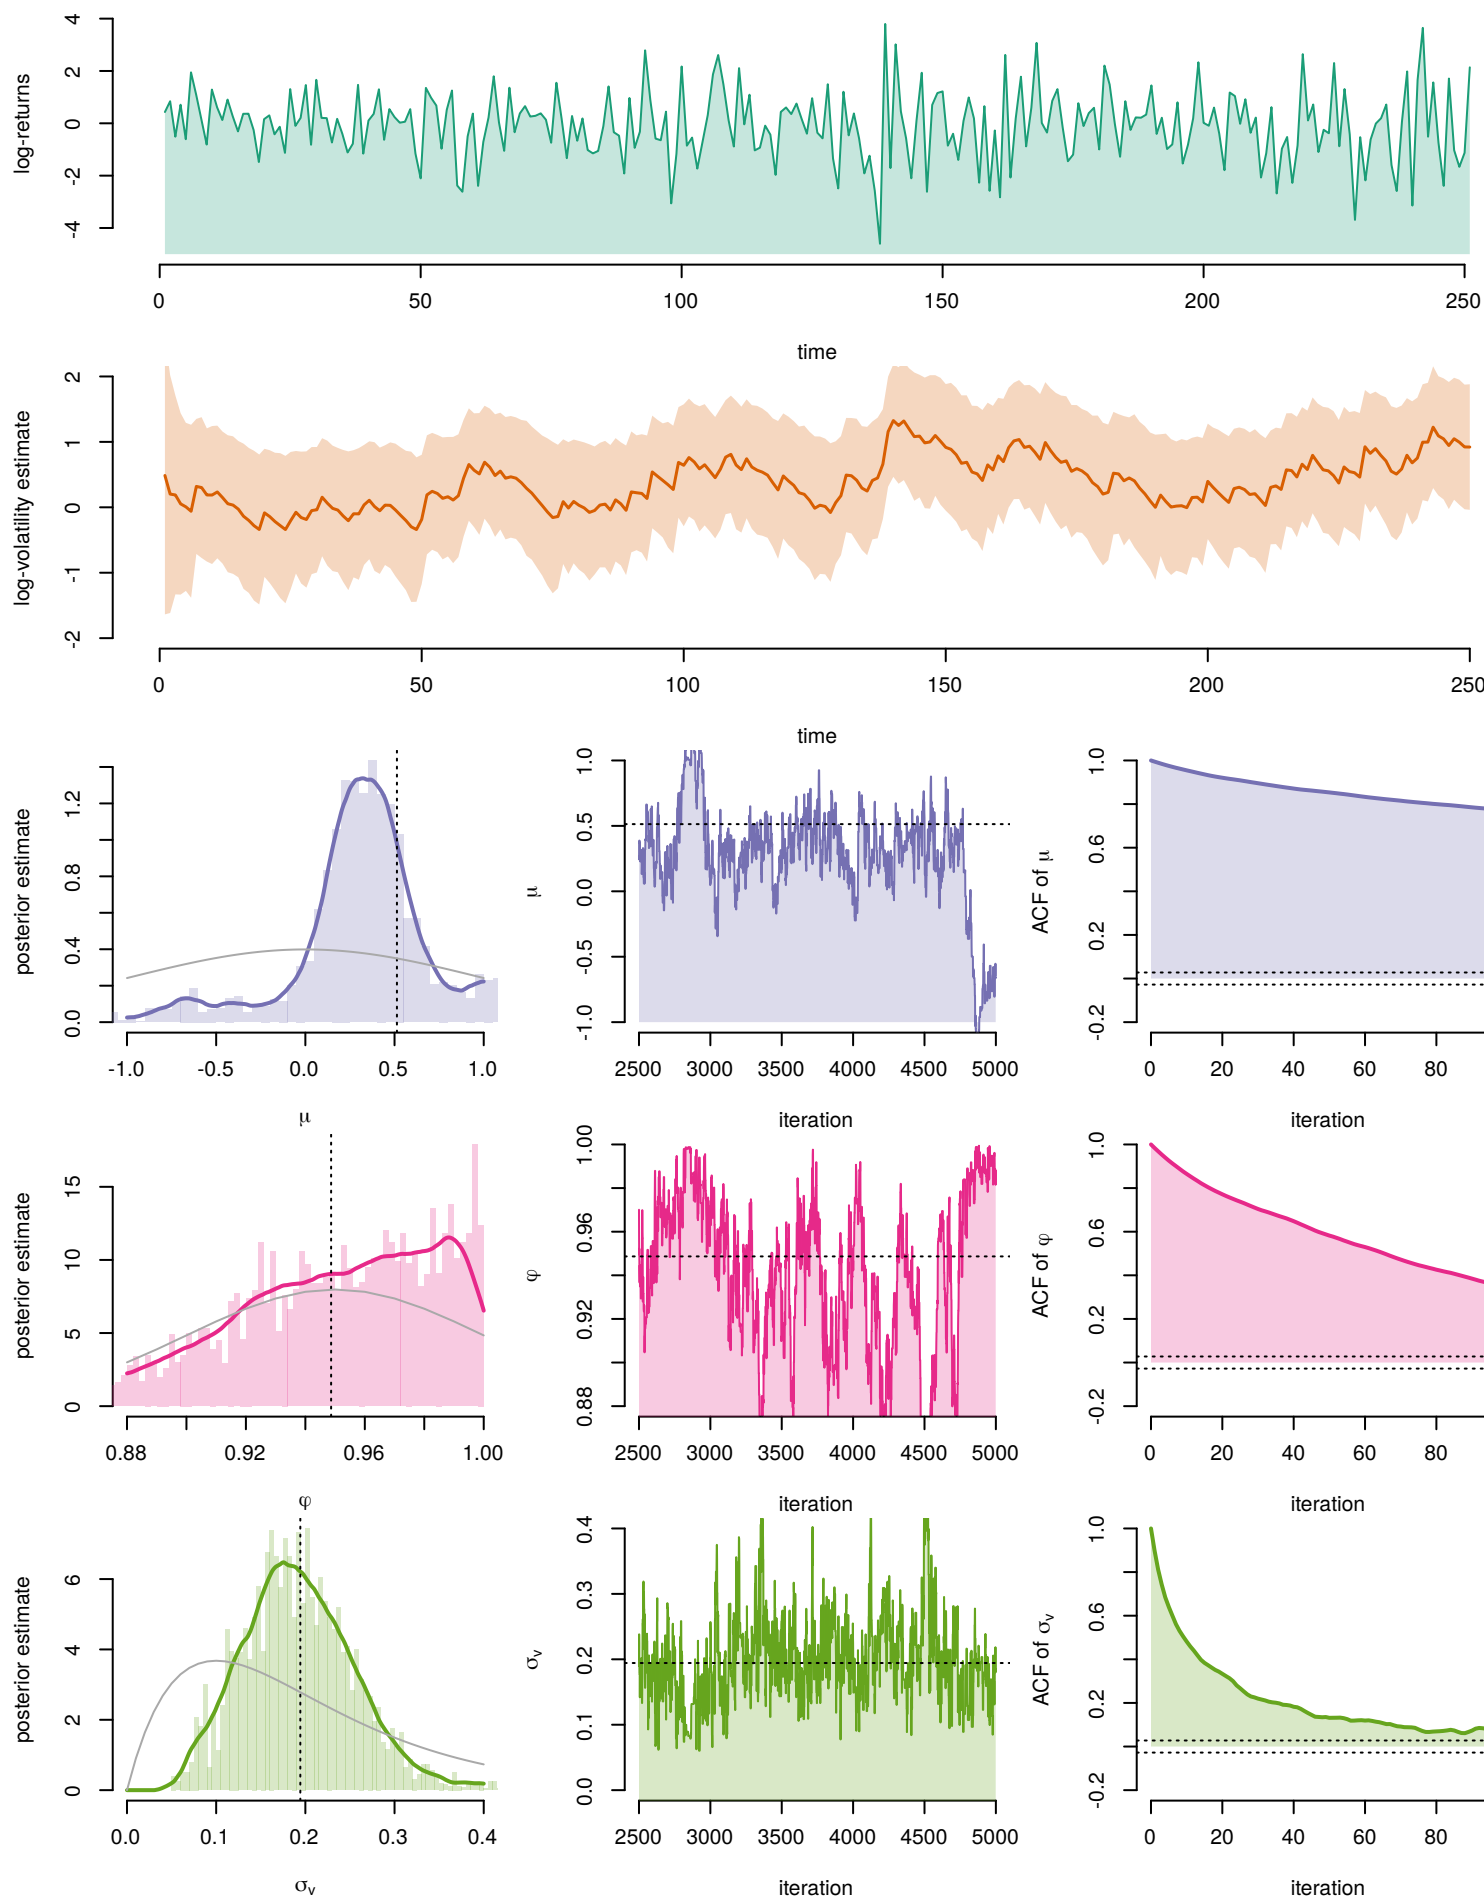 log-returns
4
2
0
-2
-4
0 50 100 150 200 250
time
log-volatility estimate
2
1
0
-1
-2
0 50 100 150 200 250
time
posterior estimate
1.2
0.8
0.4
0.0
-1.0 -0.5 0.0 0.5 1.0
μ
μ
1.0
0.5
0.0
-0.5
-1.0
2500 3000 3500 4000 4500 5000
iteration
ACF of μ
1.0
0.6
0.2
-0.2
0 20 40 60 80
iteration
posterior estimate
15
10
5
0
0.88 0.92 0.96 1.00
φ
φ
1.00
0.96
0.92
0.88
2500 3000 3500 4000 4500 5000
iteration
ACF of φ
1.0
0.6
0.2
-0.2
0 20 40 60 80
iteration
posterior estimate
6
4
2
0
0.0 0.1 0.2 0.3 0.4
σv
σv
0.4
0.3
0.2
0.1
0.0
2500 3000 3500 4000 4500 5000
iteration
ACF of σv
1.0
0.6
0.2
-0.2
0 20 40 60 80
iteration